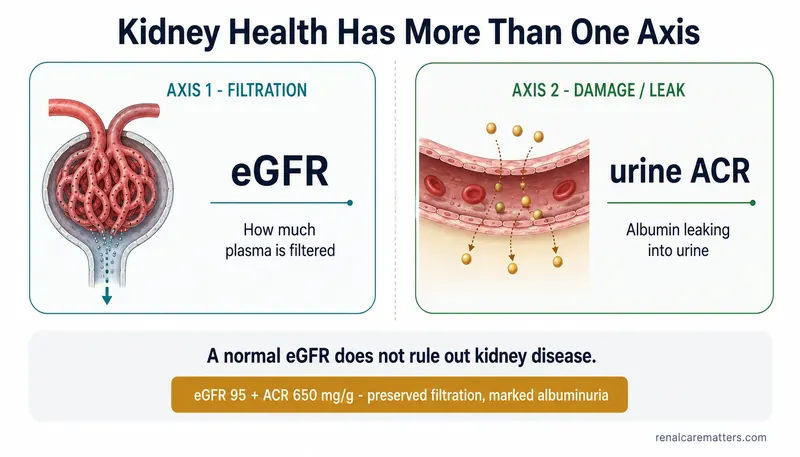 Kidney Health Has More Than One Axis
AXIS 1 - FILTRATION
eGFR
How much
plasma is filtered
AXIS 2 - DAMAGE / LEAK
urine ACR
Albumin leaking
into urine
A normal eGFR does not rule out kidney disease.
eGFR 95 + ACR 650 mg/g - preserved filtration, marked albuminuria
renalcarematters.com